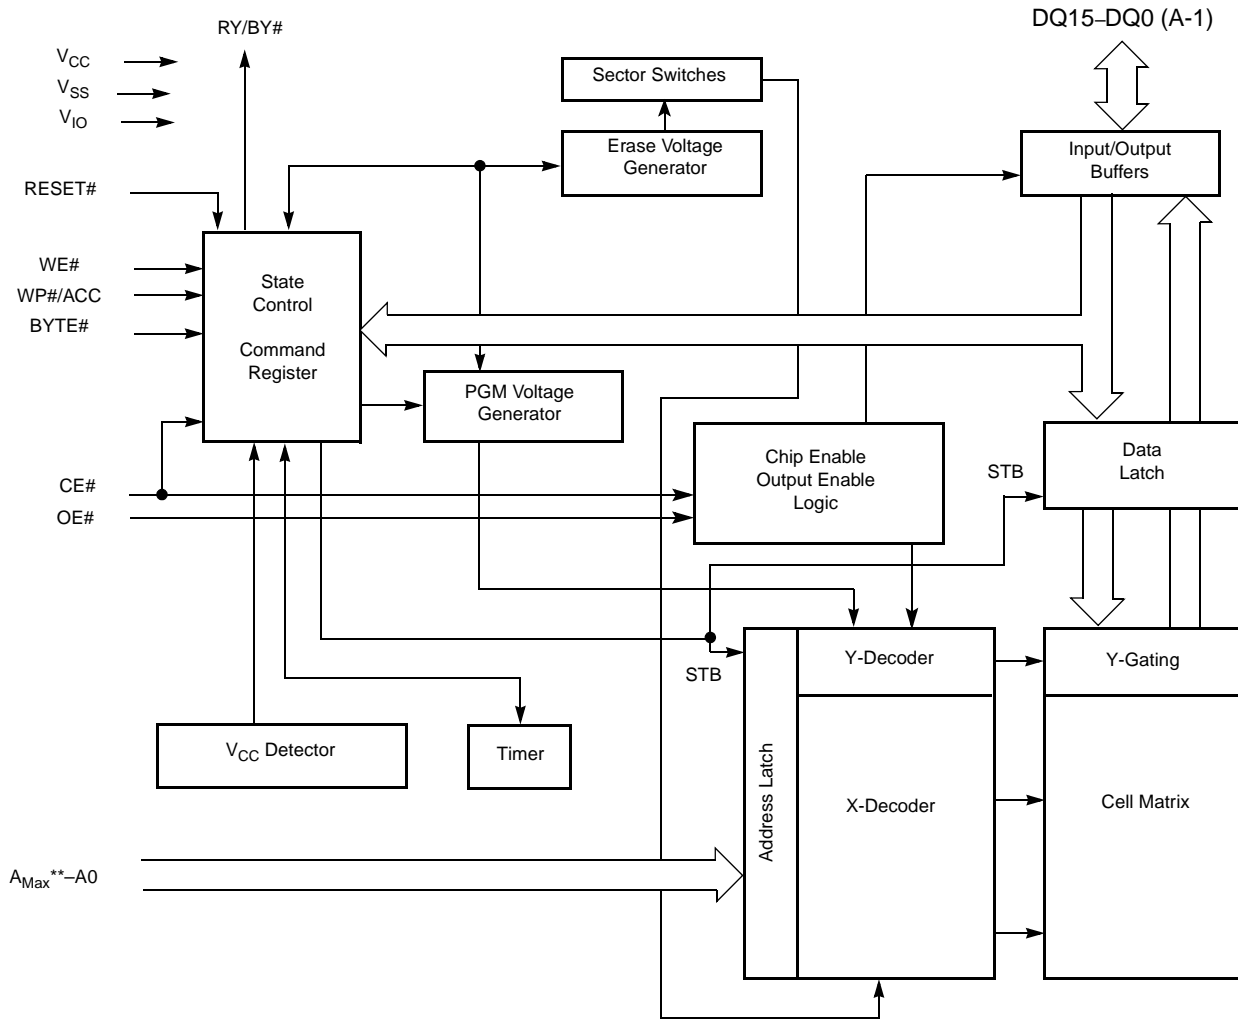 DQ15–DQ0 (A-1)
RY/BY#
VCC
VSS
VIO
Sector Switches
Erase Voltage
Generator
Input/Output
Buffers
RESET#
WE#
WP#/ACC
BYTE#
State
Control
Command
Register
PGM Voltage
Generator
Chip Enable
Output Enable
Logic
Data
Latch
STB
CE#
OE#
STB
Y-Decoder
Y-Gating
VCC Detector
Timer
Address Latch
X-Decoder
Cell Matrix
AMax**–A0